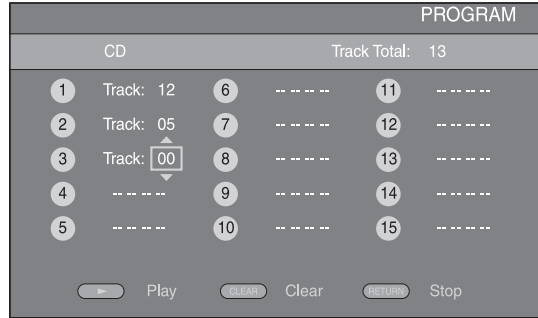 PROGRAM
CD Track Total: 13
1 Track: 12 6 -- -- -- -- 11 -- -- -- --
2 Track: 05 7 -- -- -- -- 12 -- -- -- --
3 Track: 00 8 -- -- -- -- 13 -- -- -- --
4 -- -- -- -- 9 -- -- -- -- 14 -- -- -- --
5 -- -- -- -- 10 -- -- -- -- 15 -- -- -- --
Play CLEAR Clear RETURN Stop